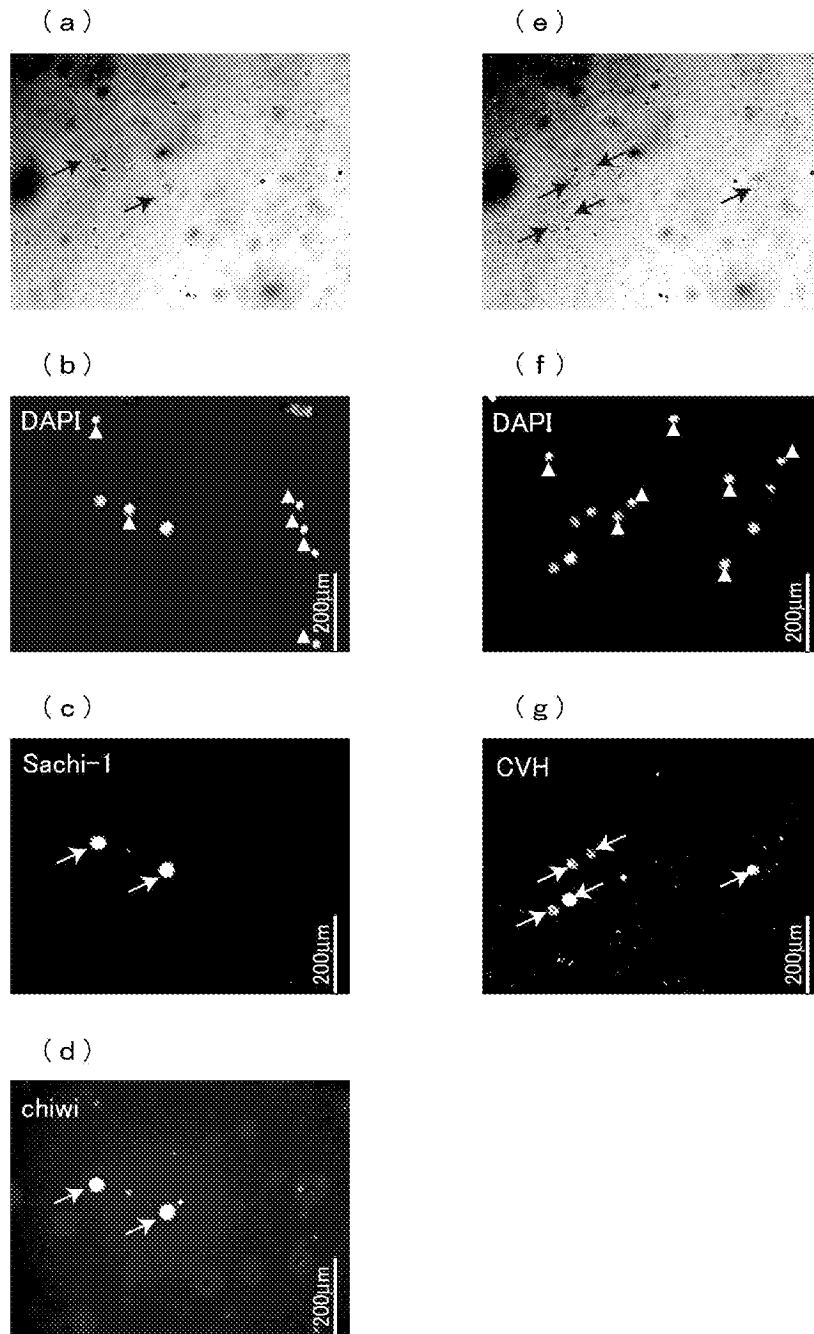 (a)
(e)
(b)
(f)
DAPI
200μm
DAPI
200μm
(c)
(g)
Sachi-1
200μm
CVH
200μm
(d)
chiwi
200μm